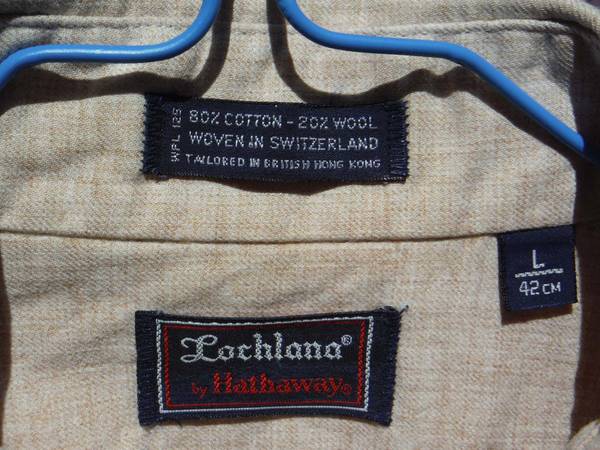 WPL 125
80% COTTON - 20% WOOL
WOVEN IN SWITZERLAND
TAILORED IN BRITISH HONG KONG
L
42 CM
Lochlana®
by Hathaway®